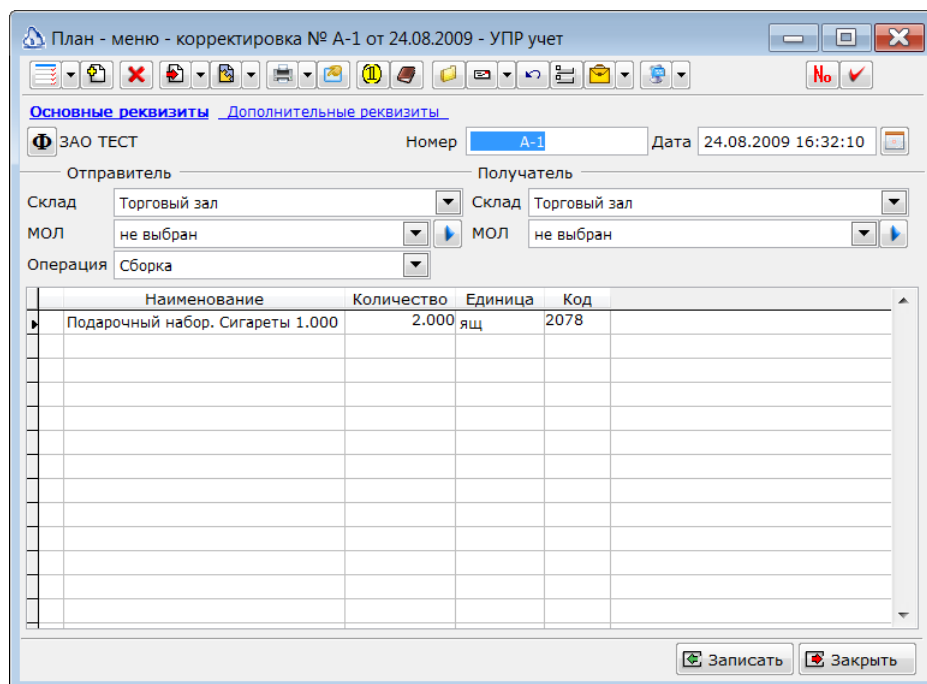 План - меню - корректировка № А-1 от 24.08.2009 - УПР учет
№
Основные реквизиты Дополнительные реквизиты
Ф ЗАО ТЕСТ Номер А-1 Дата 24.08.2009 16:32:10
Отправитель Получатель
Склад Торговый зал Склад Торговый зал
МОЛ не выбран МОЛ не выбран
Операция Сборка
Наименование Количество Единица Код
Подарочный набор. Сигареты 1.000 2.000 ящ 2078
Записать Закрыть